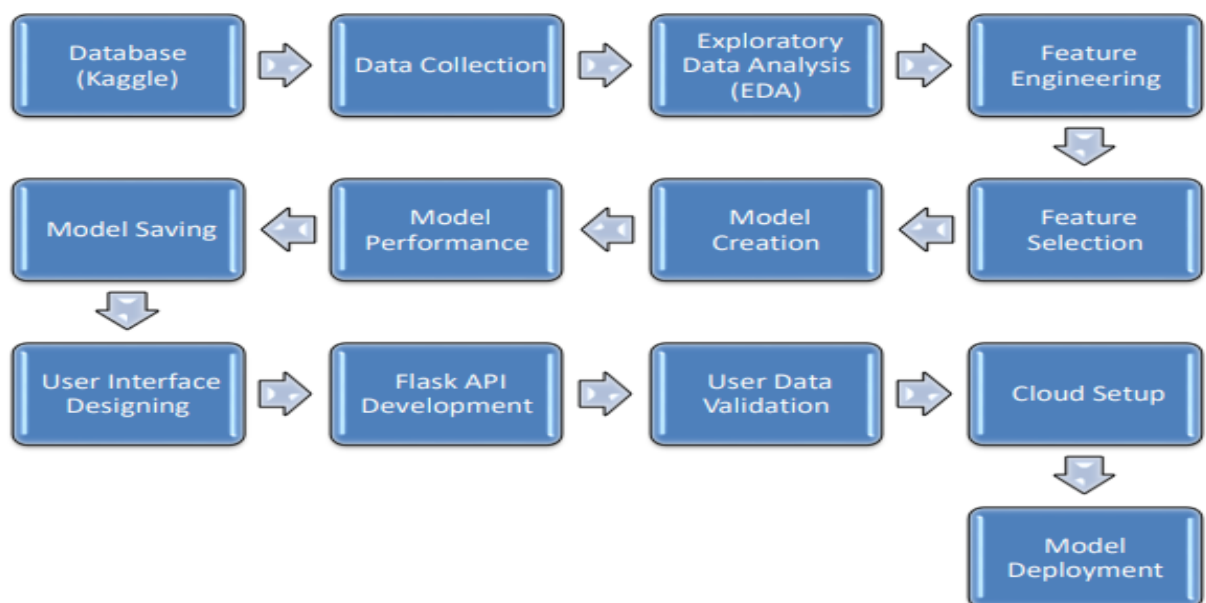 Database
(Kaggle)
Data Collection
Exploratory
Data Analysis
(EDA)
Feature
Engineering
Feature
Selection
Model
Creation
Model
Performance
Model Saving
User Interface
Designing
Flask API
Development
User Data
Validation
Cloud Setup
Model
Deployment